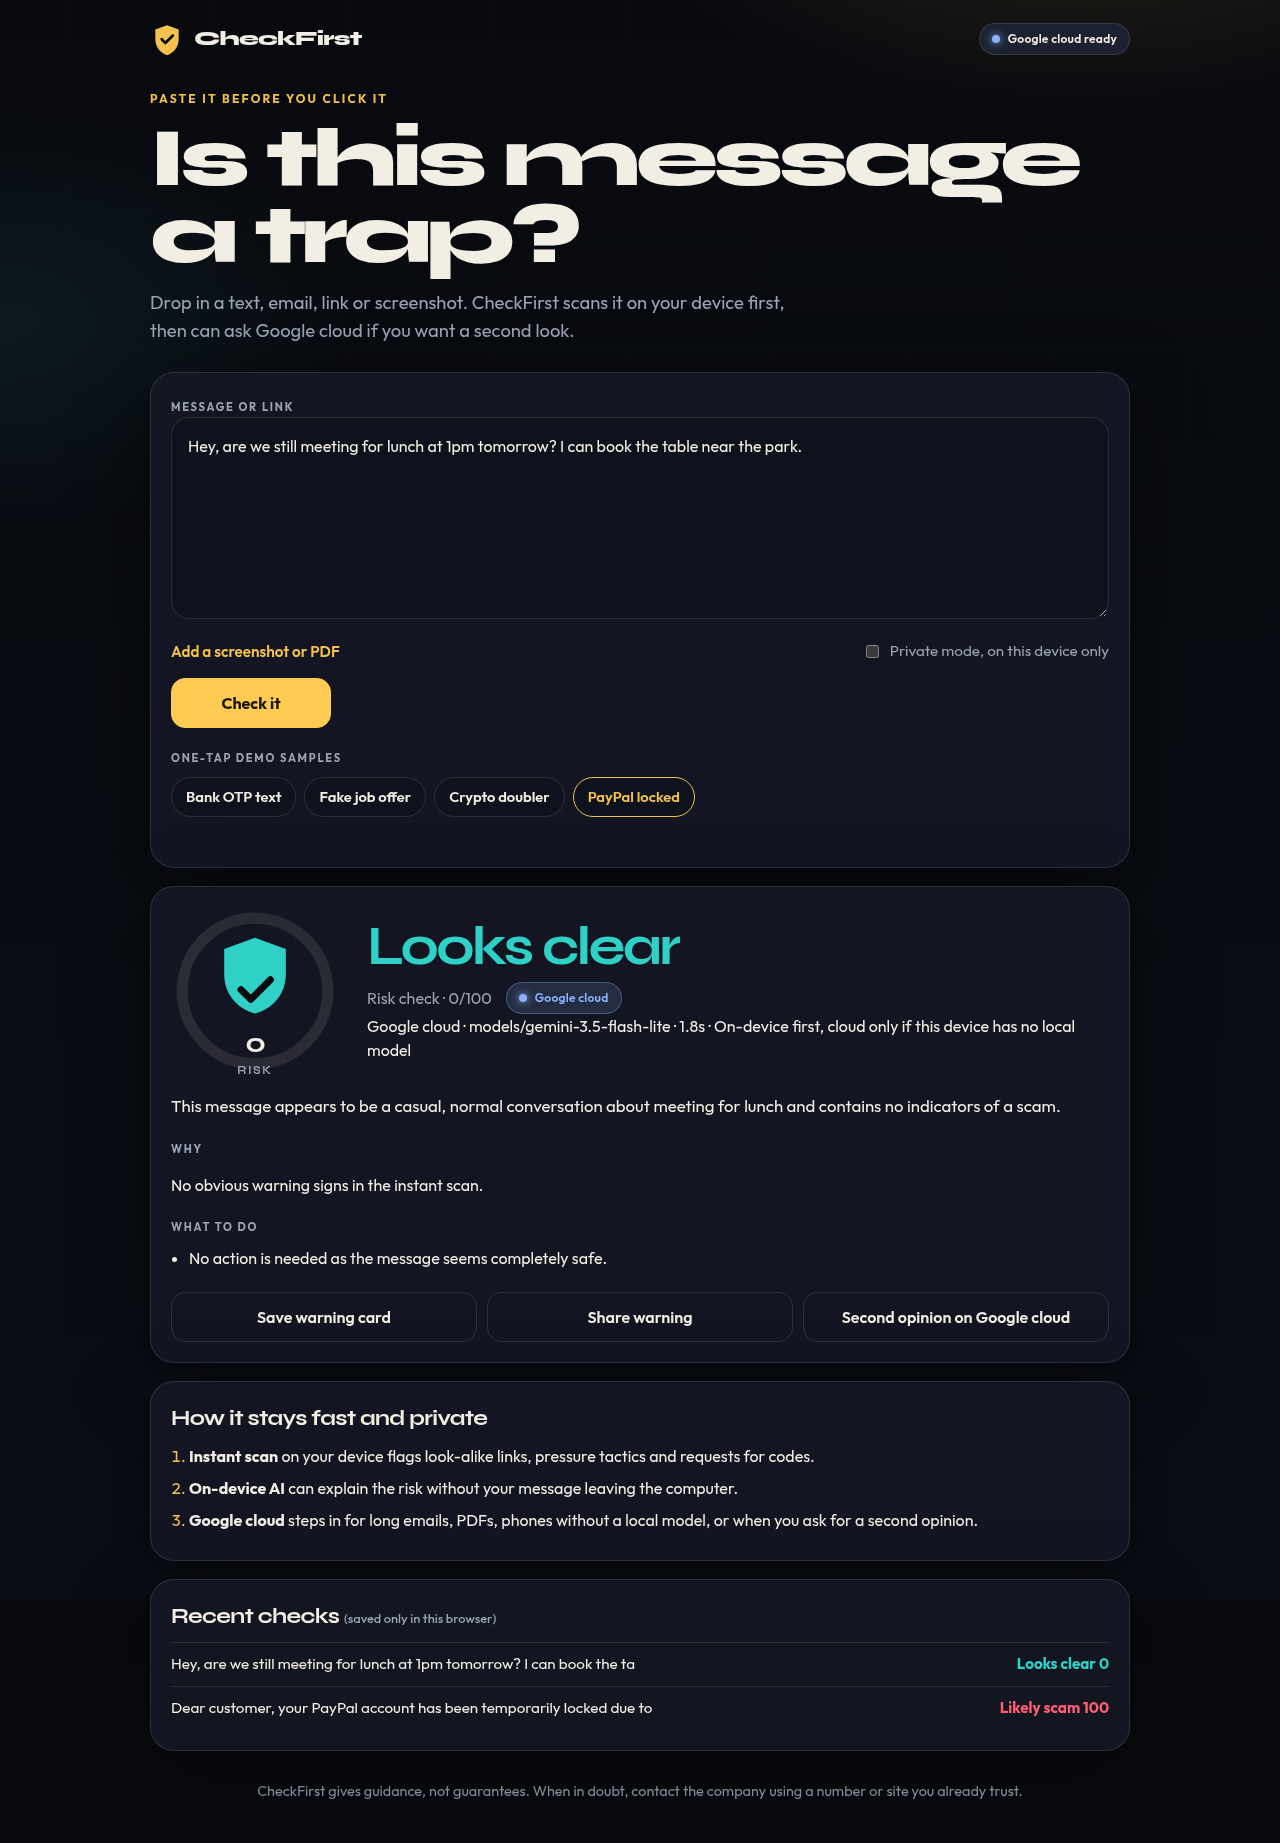 CheckFirst
Google cloud ready
PASTE IT BEFORE YOU CLICK IT
Is this message
a trap?
Drop in a text, email, link or screenshot. CheckFirst scans it on your device first,
then can ask Google cloud if you want a second look.
MESSAGE OR LINK
Hey, are we still meeting for lunch at 1pm tomorrow? I can book the table near the park.
Add a screenshot or PDF
Private mode, on this device only
Check it
ONE-TAP DEMO SAMPLES
Bank OTP text
Fake job offer
Crypto doubler
PayPal locked
0
RISK
Looks clear
Risk check · 0/100
Google cloud
Google cloud · models/gemini-3.5-flash-lite · 1.8s · On-device first, cloud only if this device has no local
model
This message appears to be a casual, normal conversation about meeting for lunch and contains no indicators of a scam.
WHY
No obvious warning signs in the instant scan.
WHAT TO DO
• No action is needed as the message seems completely safe.
Save warning card
Share warning
Second opinion on Google cloud
How it stays fast and private
1. Instant scan on your device flags look-alike links, pressure tactics and requests for codes.
2. On-device AI can explain the risk without your message leaving the computer.
3. Google cloud steps in for long emails, PDFs, phones without a local model, or when you ask for a second opinion.
Recent checks (saved only in this browser)
Hey, are we still meeting for lunch at 1pm tomorrow? I can book the ta
Looks clear 0
Dear customer, your PayPal account has been temporarily locked due to
Likely scam 100
CheckFirst gives guidance, not guarantees. When in doubt, contact the company using a number or site you already trust.